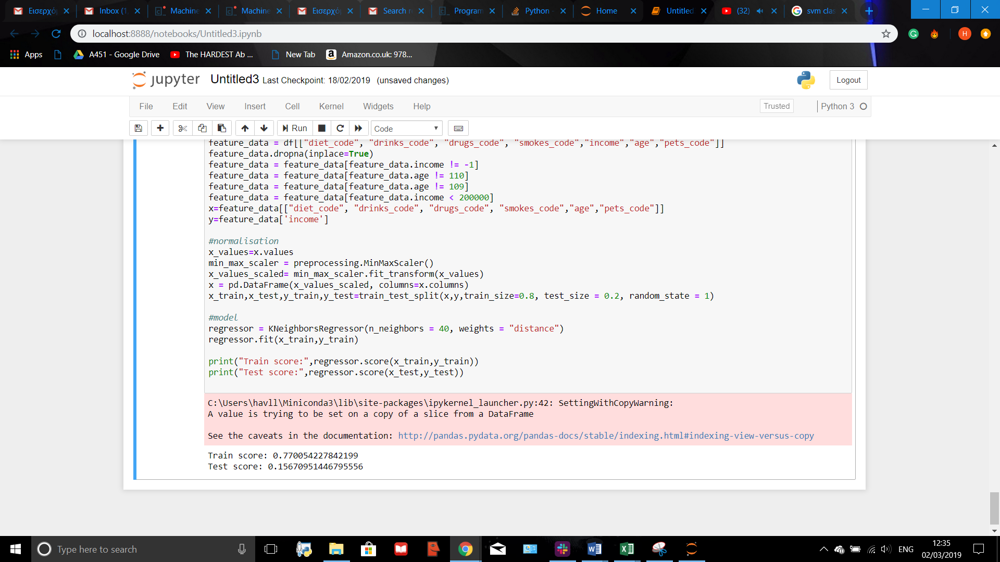 Εισερχό
Inbox (1
Machine
Machine
Εισερχό
Search r
Program
Python -
Home
Untitled
(32)
svm clas
localhost:8888/notebooks/Untitled3.ipynb
H
Apps
A451 - Google Drive
The HARDEST Ab ...
New Tab
Amazon.co.uk: 978...
jupyter Untitled3 Last Checkpoint: 18/02/2019 (unsaved changes)
Logout
File Edit View Insert Cell Kernel Widgets Help
Trusted
Python 3
Run
Code
feature_data = df[["diet_code", "drinks_code", "drugs_code", "smokes_code","income","age","pets_code"]]
feature_data.dropna(inplace=True)
feature_data = feature_data[feature_data.income != -1]
feature_data = feature_data[feature_data.age != 110]
feature_data = feature_data[feature_data.age != 109]
feature_data = feature_data[feature_data.income < 200000]
x=feature_data[["diet_code", "drinks_code", "drugs_code", "smokes_code","age","pets_code"]]
y=feature_data['income']
#normalisation
x_values=x.values
min_max_scaler = preprocessing.MinMaxScaler()
x_values_scaled= min_max_scaler.fit_transform(x_values)
x = pd.DataFrame(x_values_scaled, columns=x.columns)
x_train,x_test,y_train,y_test=train_test_split(x,y,train_size=0.8, test_size = 0.2, random_state = 1)
#model
regressor = KNeighborsRegressor(n_neighbors = 40, weights = "distance")
regressor.fit(x_train,y_train)
print("Train score:",regressor.score(x_train,y_train))
print("Test score:",regressor.score(x_test,y_test))
C:\Users\havll\Miniconda3\lib\site-packages\ipykernel_launcher.py:42: SettingWithCopyWarning:
A value is trying to be set on a copy of a slice from a DataFrame
See the caveats in the documentation: http://pandas.pydata.org/pandas-docs/stable/indexing.html#indexing-view-versus-copy
Train score: 0.770054227842199
Test score: 0.15670951446795556
Type here to search
ENG
12:35
02/03/2019